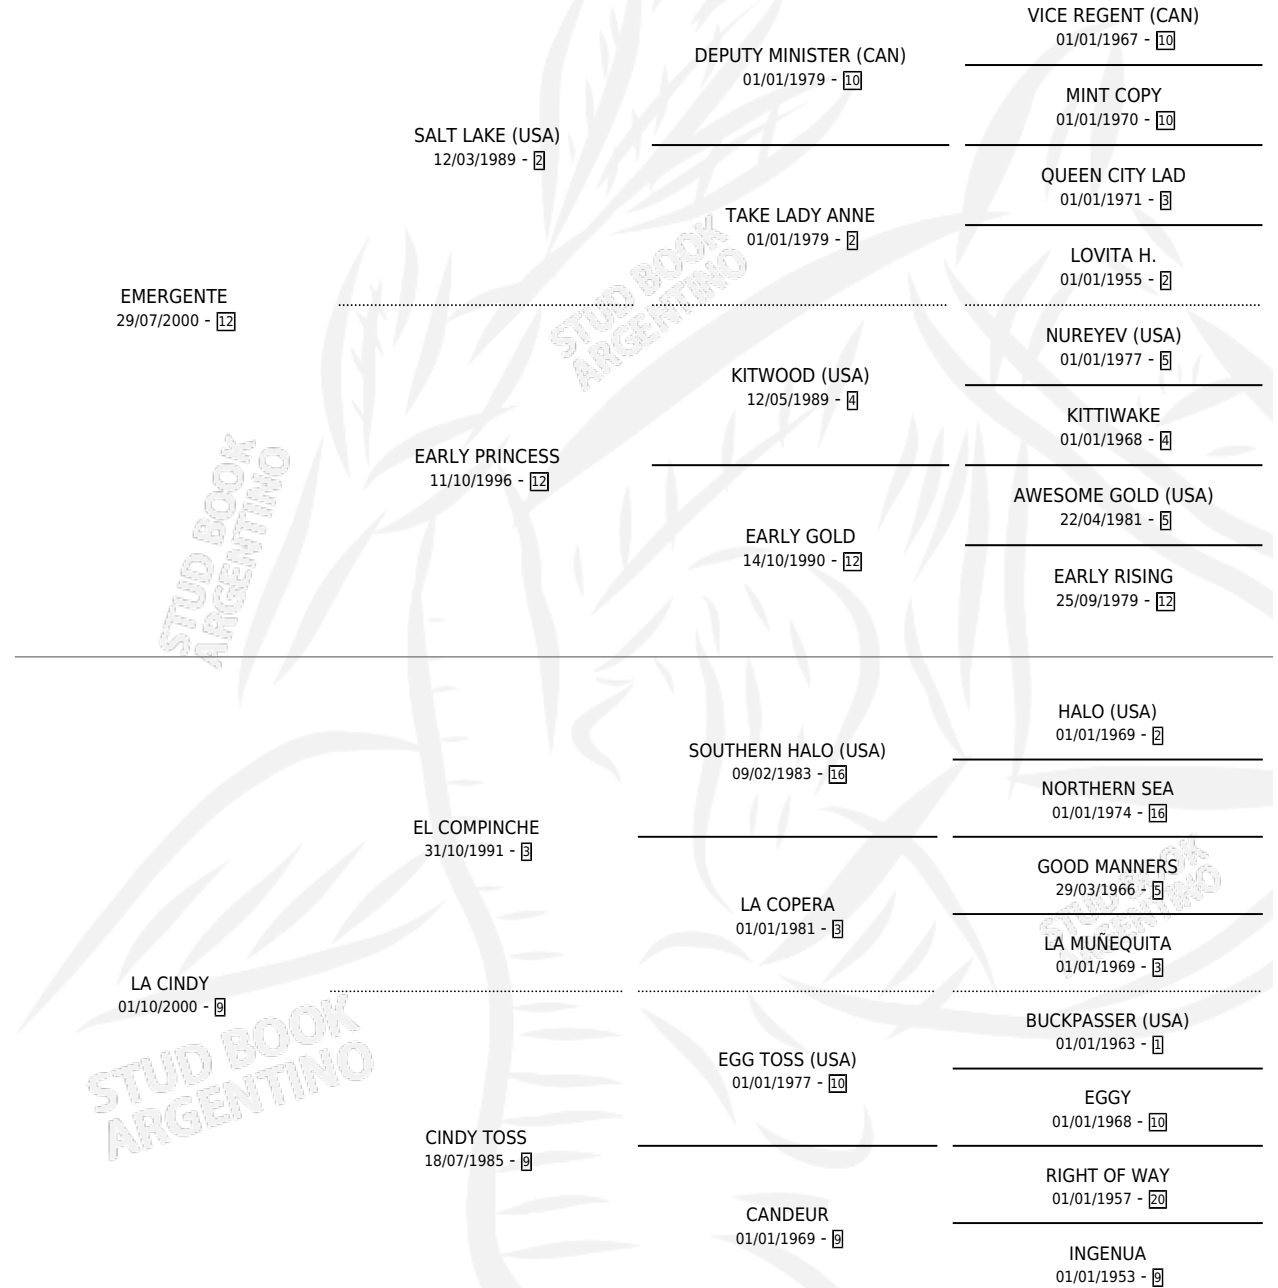 VICE REGENT (CAN)
01/01/1967 - 10
DEPUTY MINISTER (CAN)
01/01/1979 - 10
MINT COPY
01/01/1970 - 10
SALT LAKE (USA)
12/03/1989 - 2
QUEEN CITY LAD
01/01/1971 - 3
TAKE LADY ANNE
01/01/1979 - 2
LOVITA H.
01/01/1955 - 2
EMERGENTE
29/07/2000 - 12
NUREYEV (USA)
01/01/1977 - 5
KITWOOD (USA)
12/05/1989 - 4
KITTIWAKE
01/01/1968 - 4
EARLY PRINCESS
11/10/1996 - 12
AWESOME GOLD (USA)
22/04/1981 - 5
EARLY GOLD
14/10/1990 - 12
EARLY RISING
25/09/1979 - 12
HALO (USA)
01/01/1969 - 2
SOUTHERN HALO (USA)
09/02/1983 - 16
NORTHERN SEA
01/01/1974 - 16
EL COMPINCHE
31/10/1991 - 3
GOOD MANNERS
29/03/1966 - 5
LA COPERA
01/01/1981 - 3
LA MUÑEQUITA
01/01/1969 - 3
LA CINDY
01/10/2000 - 9
BUCKPASSER (USA)
01/01/1963 - 1
EGG TOSS (USA)
01/01/1977 - 10
EGGY
01/01/1968 - 10
CINDY TOSS
18/07/1985 - 9
RIGHT OF WAY
01/01/1957 - 20
CANDEUR
01/01/1969 - 9
INGENUA
01/01/1953 - 9
STUD BOOK
ARGENTINO
STUD BOOK
ARGENTINO
STUD BOOK
ARGENTINO
STUD BOOK
ARGENTINO